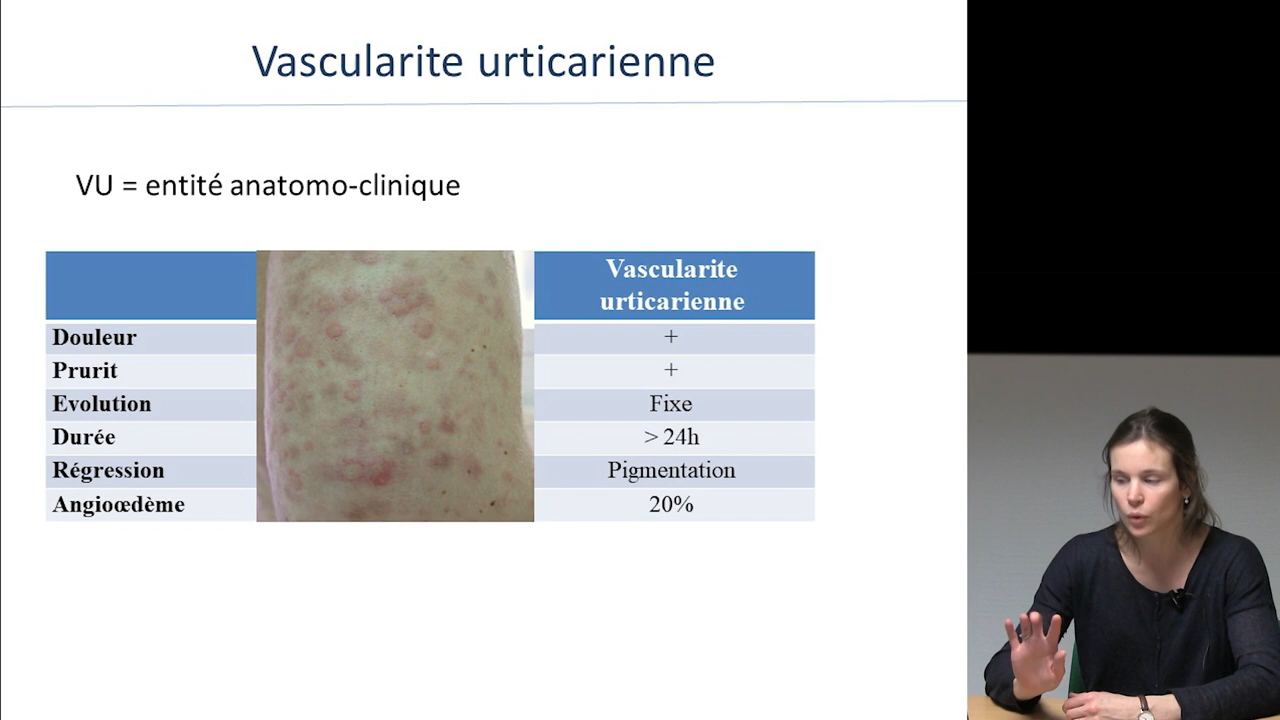 Vascularite urticarienne
VU = entité anatomo-clinique
Vascularite
urticarienne
Douleur +
Prurit +
Evolution Fixe
Durée > 24h
Régression Pigmentation
Angioœdème 20%